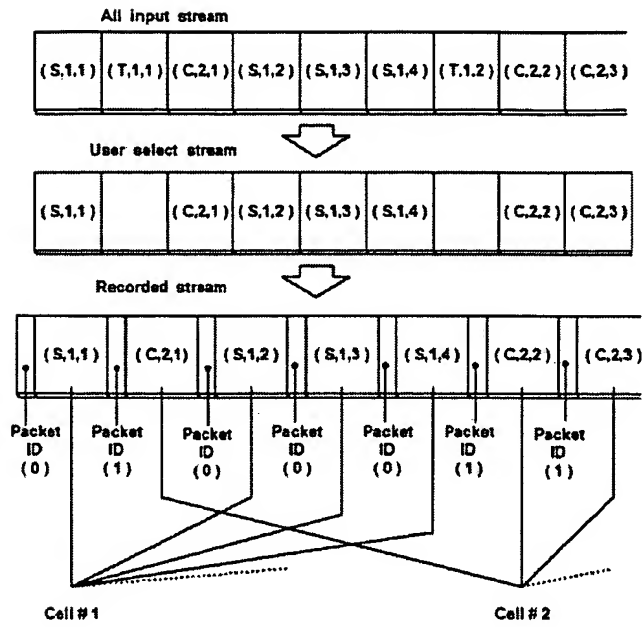 All input stream
(S,1,1) (T,1,1) (C,2,1) (S,1,2) (S,1,3) (S,1,4) (T.1,2) (C,2,2) (C,2,3)
User select stream
(S,1,1) (C,2,1) (S,1,2) (S,1,3) (S,1,4) (C,2,2) (C,2,3)
Recorded stream
(S,1,1) (C,2,1) (S,1,2) (S,1,3) (S,1,4) (C,2,2) (C,2,3)
Packet Packet Packet Packet Packet Packet Packet
ID ID ID ID ID ID ID
(0) (1) (0) (0) (0) (1) (1)
Cell #1 Cell #2